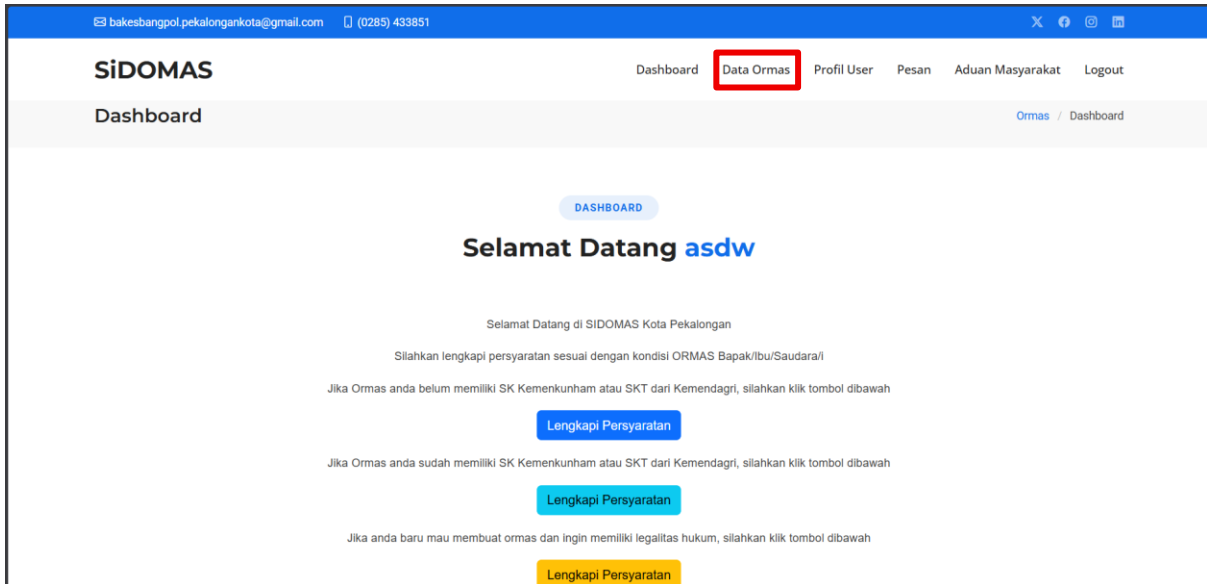 bakesbangpol.pekalongankota@gmail.com (0285) 433851
SiDOMAS Dashboard Data Ormas Profil User Pesan Aduan Masyarakat Logout
Dashboard Ormas / Dashboard
DASHBOARD
Selamat Datang asdw
Selamat Datang di SIDOMAS Kota Pekalongan
Silahkan lengkapi persyaratan sesuai dengan kondisi ORMAS Bapak/Ibu/Saudara/i
Jika Ormas anda belum memiliki SK Kemenkunham atau SKT dari Kemendagri, silahkan klik tombol dibawah
Lengkapi Persyaratan
Jika Ormas anda sudah memiliki SK Kemenkunham atau SKT dari Kemendagri, silahkan klik tombol dibawah
Lengkapi Persyaratan
Jika anda baru mau membuat ormas dan ingin memiliki legalitas hukum, silahkan klik tombol dibawah
Lengkapi Persyaratan